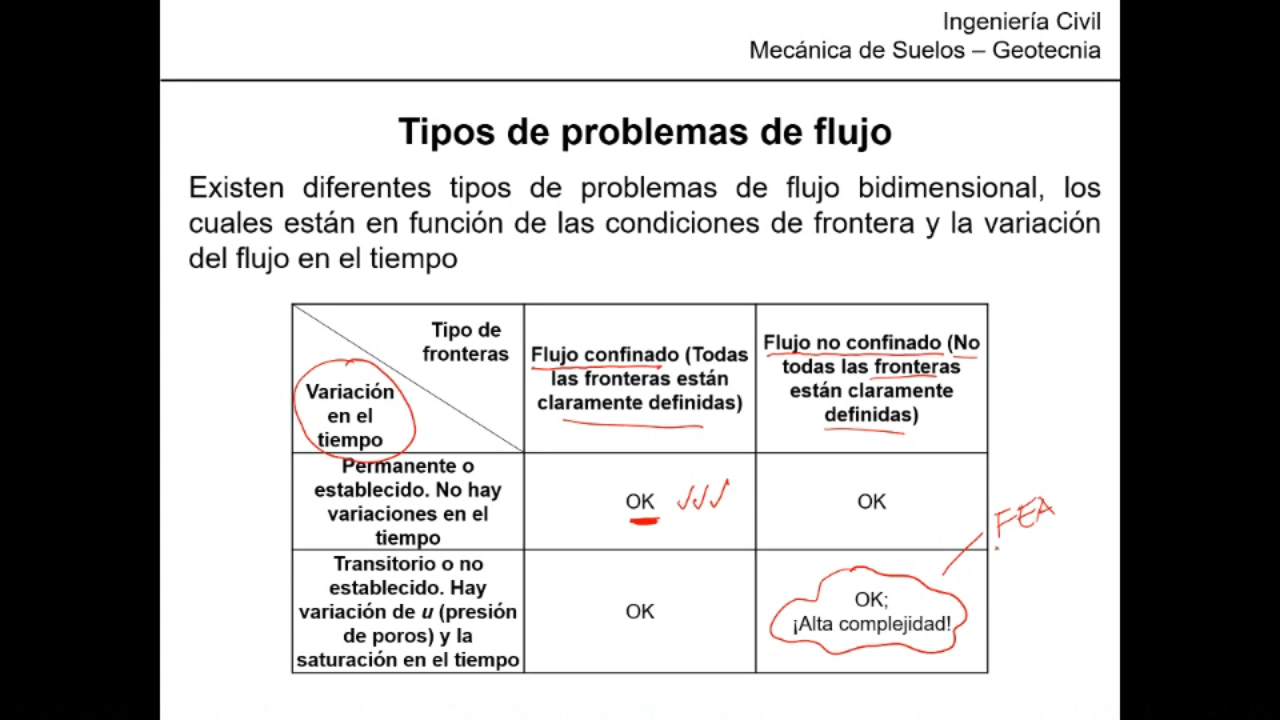 Ingeniería Civil
Mecánica de Suelos – Geotecnia
Tipos de problemas de flujo
Existen diferentes tipos de problemas de flujo bidimensional, los
cuales están en función de las condiciones de frontera y la variación
del flujo en el tiempo
Tipo de
fronteras
Variación
en el
tiempo
Flujo confinado (Todas
las fronteras están
claramente definidas)
Flujo no confinado (No
todas las fronteras
están claramente
definidas)
Permanente o
establecido. No hay
variaciones en el
tiempo
OK
OK
FEA
Transitorio o no
establecido. Hay
variación de u (presión
de poros) y la
saturación en el tiempo
OK
OK;
¡Alta complejidad!